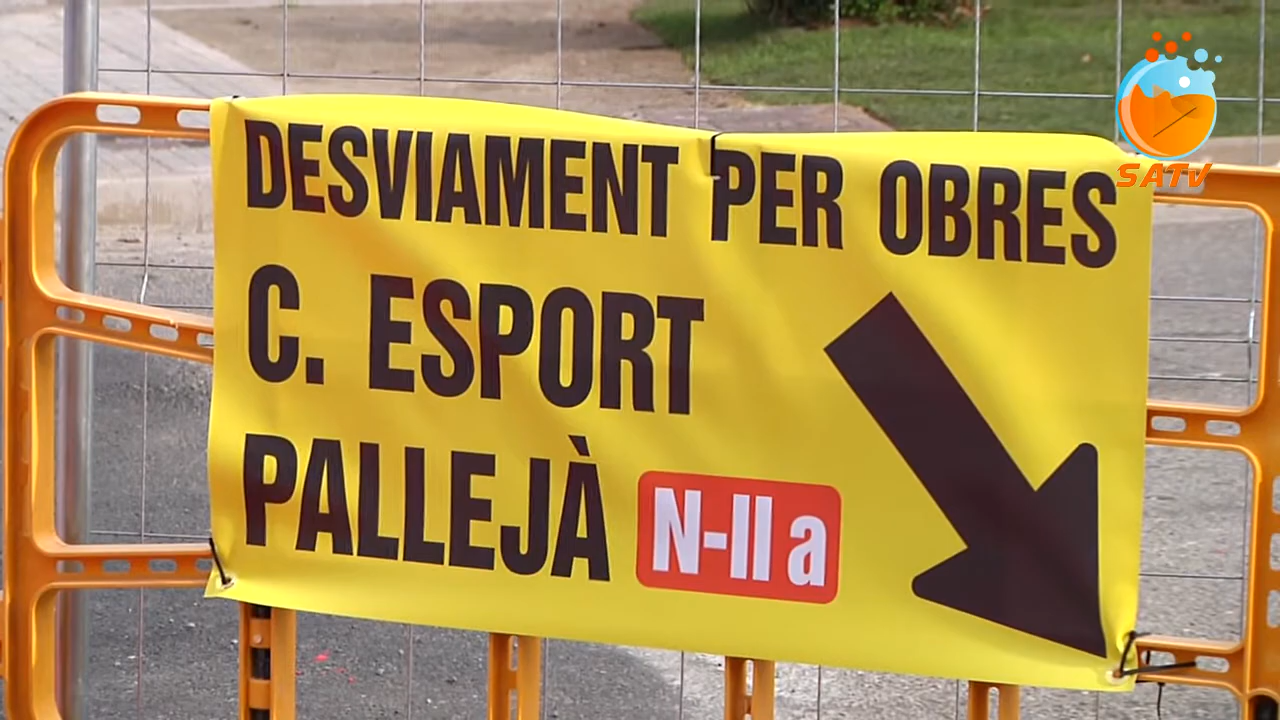 SATV
DESVIAMENT PER OBRES
C. ESPORT
PALLEJÀ N-II a